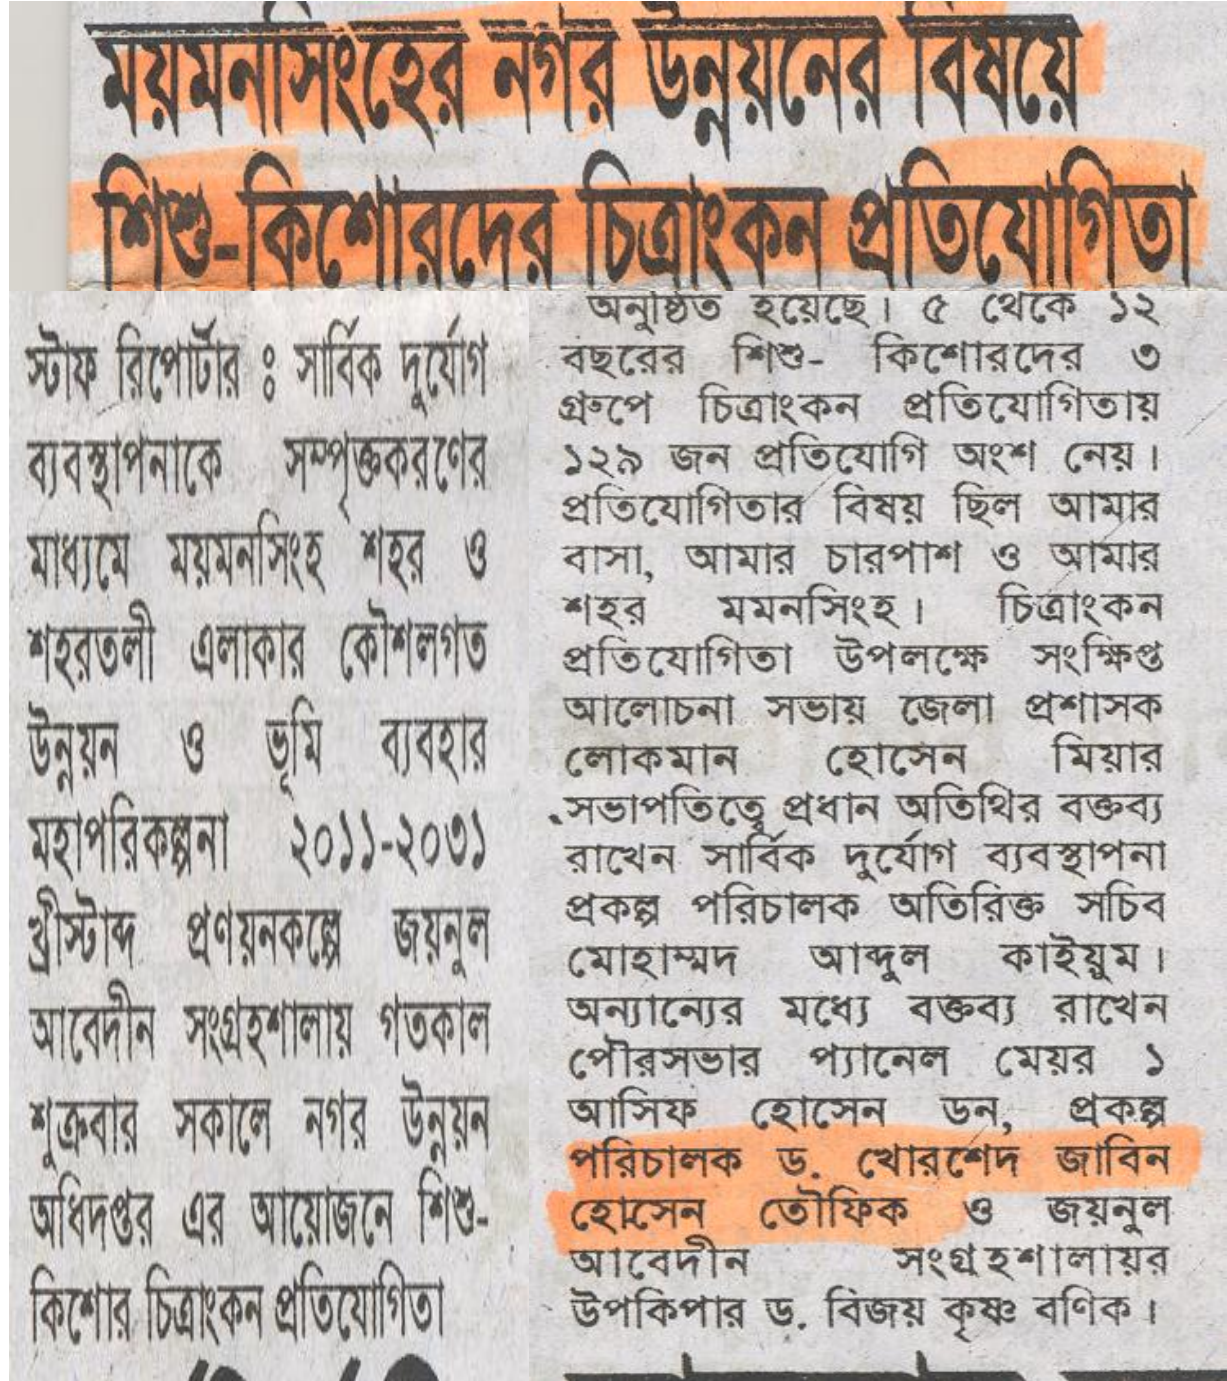 ময়মনসিংহের নগর উন্নয়নের বিষয়ে
শিশু-কিশোরদের চিত্রাংকন প্রতিযোগিতা
স্টাফ রিপোর্টার : সার্বিক দুর্যোগ
ব্যবস্থাপনাকে সম্পৃক্তকরণের
মাধ্যমে ময়মনসিংহ শহর ও
শহরতলী এলাকার কৌশলগত
উন্নয়ন ও ভূমি ব্যবহার
মহাপরিকল্পনা ২০১১-২০৩১
খ্রীস্টাব্দ প্রণয়নকল্পে জয়নুল
আবেদীন সংগ্রহশালায় গতকাল
শুক্রবার সকালে নগর উন্নয়ন
অধিদপ্তর এর আয়োজনে শিশু-
কিশোর চিত্রাংকন প্রতিযোগিতা
অনুষ্ঠিত হয়েছে। ৫ থেকে ১২
বছরের শিশু- কিশোরদের ৩
গ্রুপে চিত্রাংকন প্রতিযোগিতায়
১২৯ জন প্রতিযোগি অংশ নেয়।
প্রতিযোগিতার বিষয় ছিল আমার
বাসা, আমার চারপাশ ও আমার
শহর মমনসিংহ। চিত্রাংকন
প্রতিযোগিতা উপলক্ষে সংক্ষিপ্ত
আলোচনা সভায় জেলা প্রশাসক
লোকমান হোসেন মিয়ার
সভাপতিত্বে প্রধান অতিথির বক্তব্য
রাখেন সার্বিক দুর্যোগ ব্যবস্থাপনা
প্রকল্প পরিচালক অতিরিক্ত সচিব
মোহাম্মদ আব্দুল কাইয়ুম।
অন্যান্যের মধ্যে বক্তব্য রাখেন
পৌরসভার প্যানেল মেয়র ১
আসিফ হোসেন ডন, প্রকল্প
পরিচালক ড. খোরশেদ জাবিন
হোসেন তৌফিক ও জয়নুল
আবেদীন সংগ্রহশালায়র
উপকিপার ড. বিজয় কৃষ্ণ বণিক।